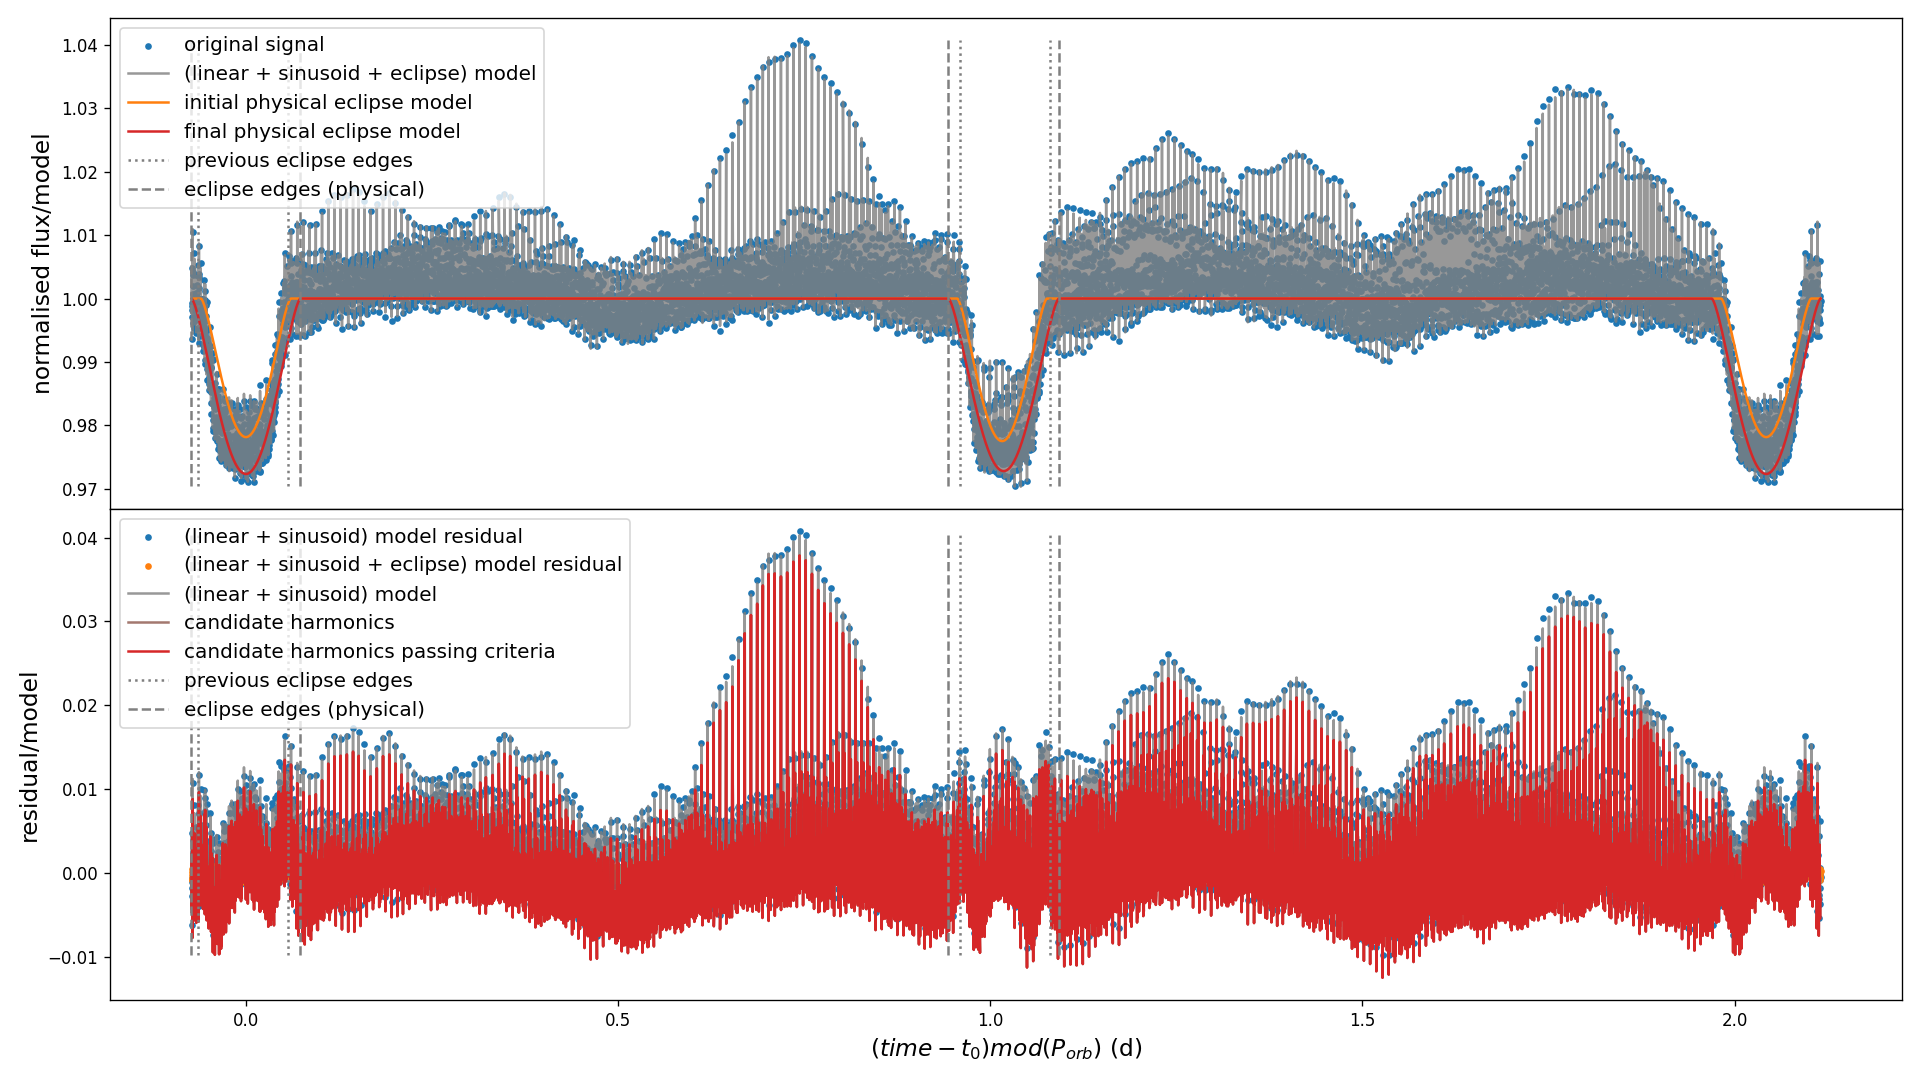 1.04
1.03
1.02
1.01
1.00
0.99
0.98
0.97
normalised flux/model
original signal
(linear + sinusoid + eclipse) model
initial physical eclipse model
final physical eclipse model
previous eclipse edges
eclipse edges (physical)
0.04
0.03
0.02
0.01
0.00
−0.01
residual/model
(linear + sinusoid) model residual
(linear + sinusoid + eclipse) model residual
(linear + sinusoid) model
candidate harmonics
candidate harmonics passing criteria
previous eclipse edges
eclipse edges (physical)
0.0 0.5 1.0 1.5 2.0
(time − t₀)mod(Pₒᵣb) (d)